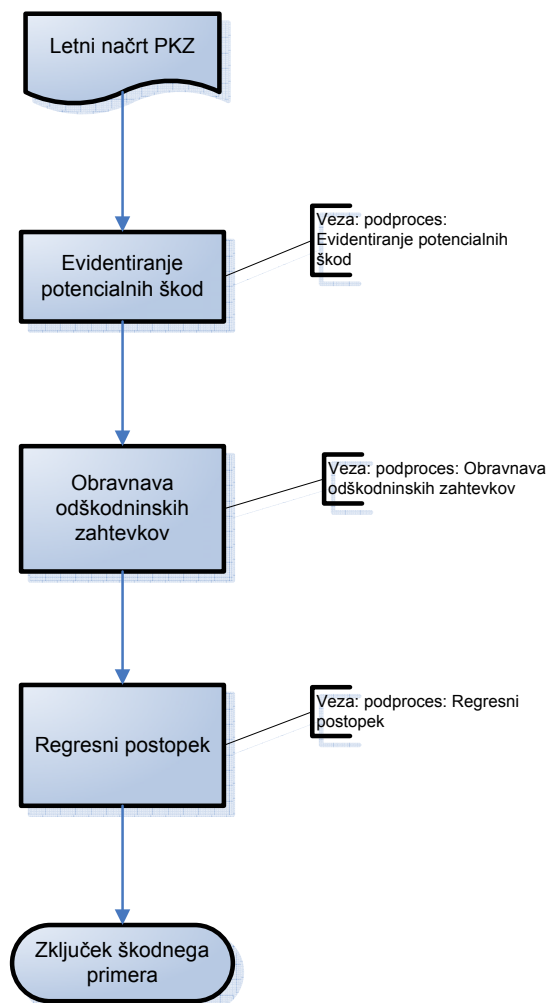 Letni načrt PKZ
Veza: podproces:
Evidentiranje potencialnih
škod
Evidentiranje
potencialnih škod
Veza: podproces: Obravnava
odškodninskih zahtevkov
Obravnava
odškodninskih
zahtevkov
Veza: podproces: Regresni
postopek
Regresni postopek
Zključek škodnega
primera